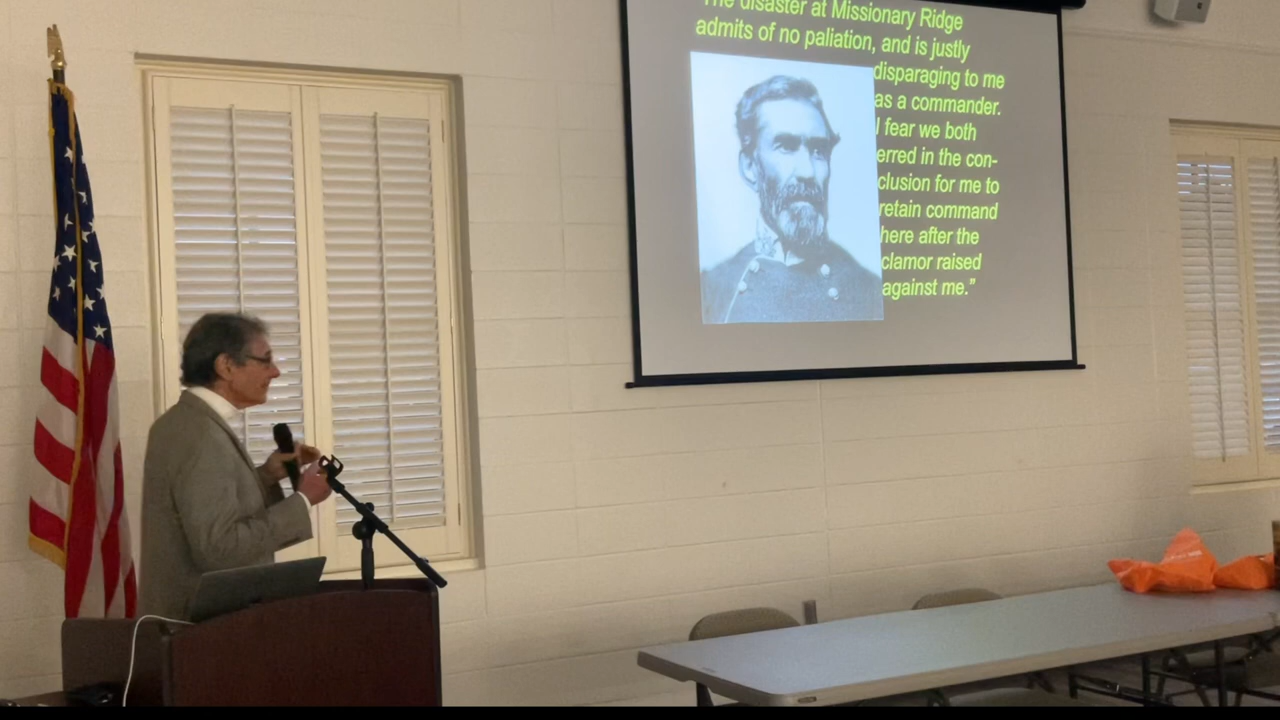 "The disaster at Missionary Ridge
admits of no paliation, and is justly
disparaging to me
as a commander.
I fear we both
erred in the con-
clusion for me to
retain command
here after the
clamor raised
against me.”